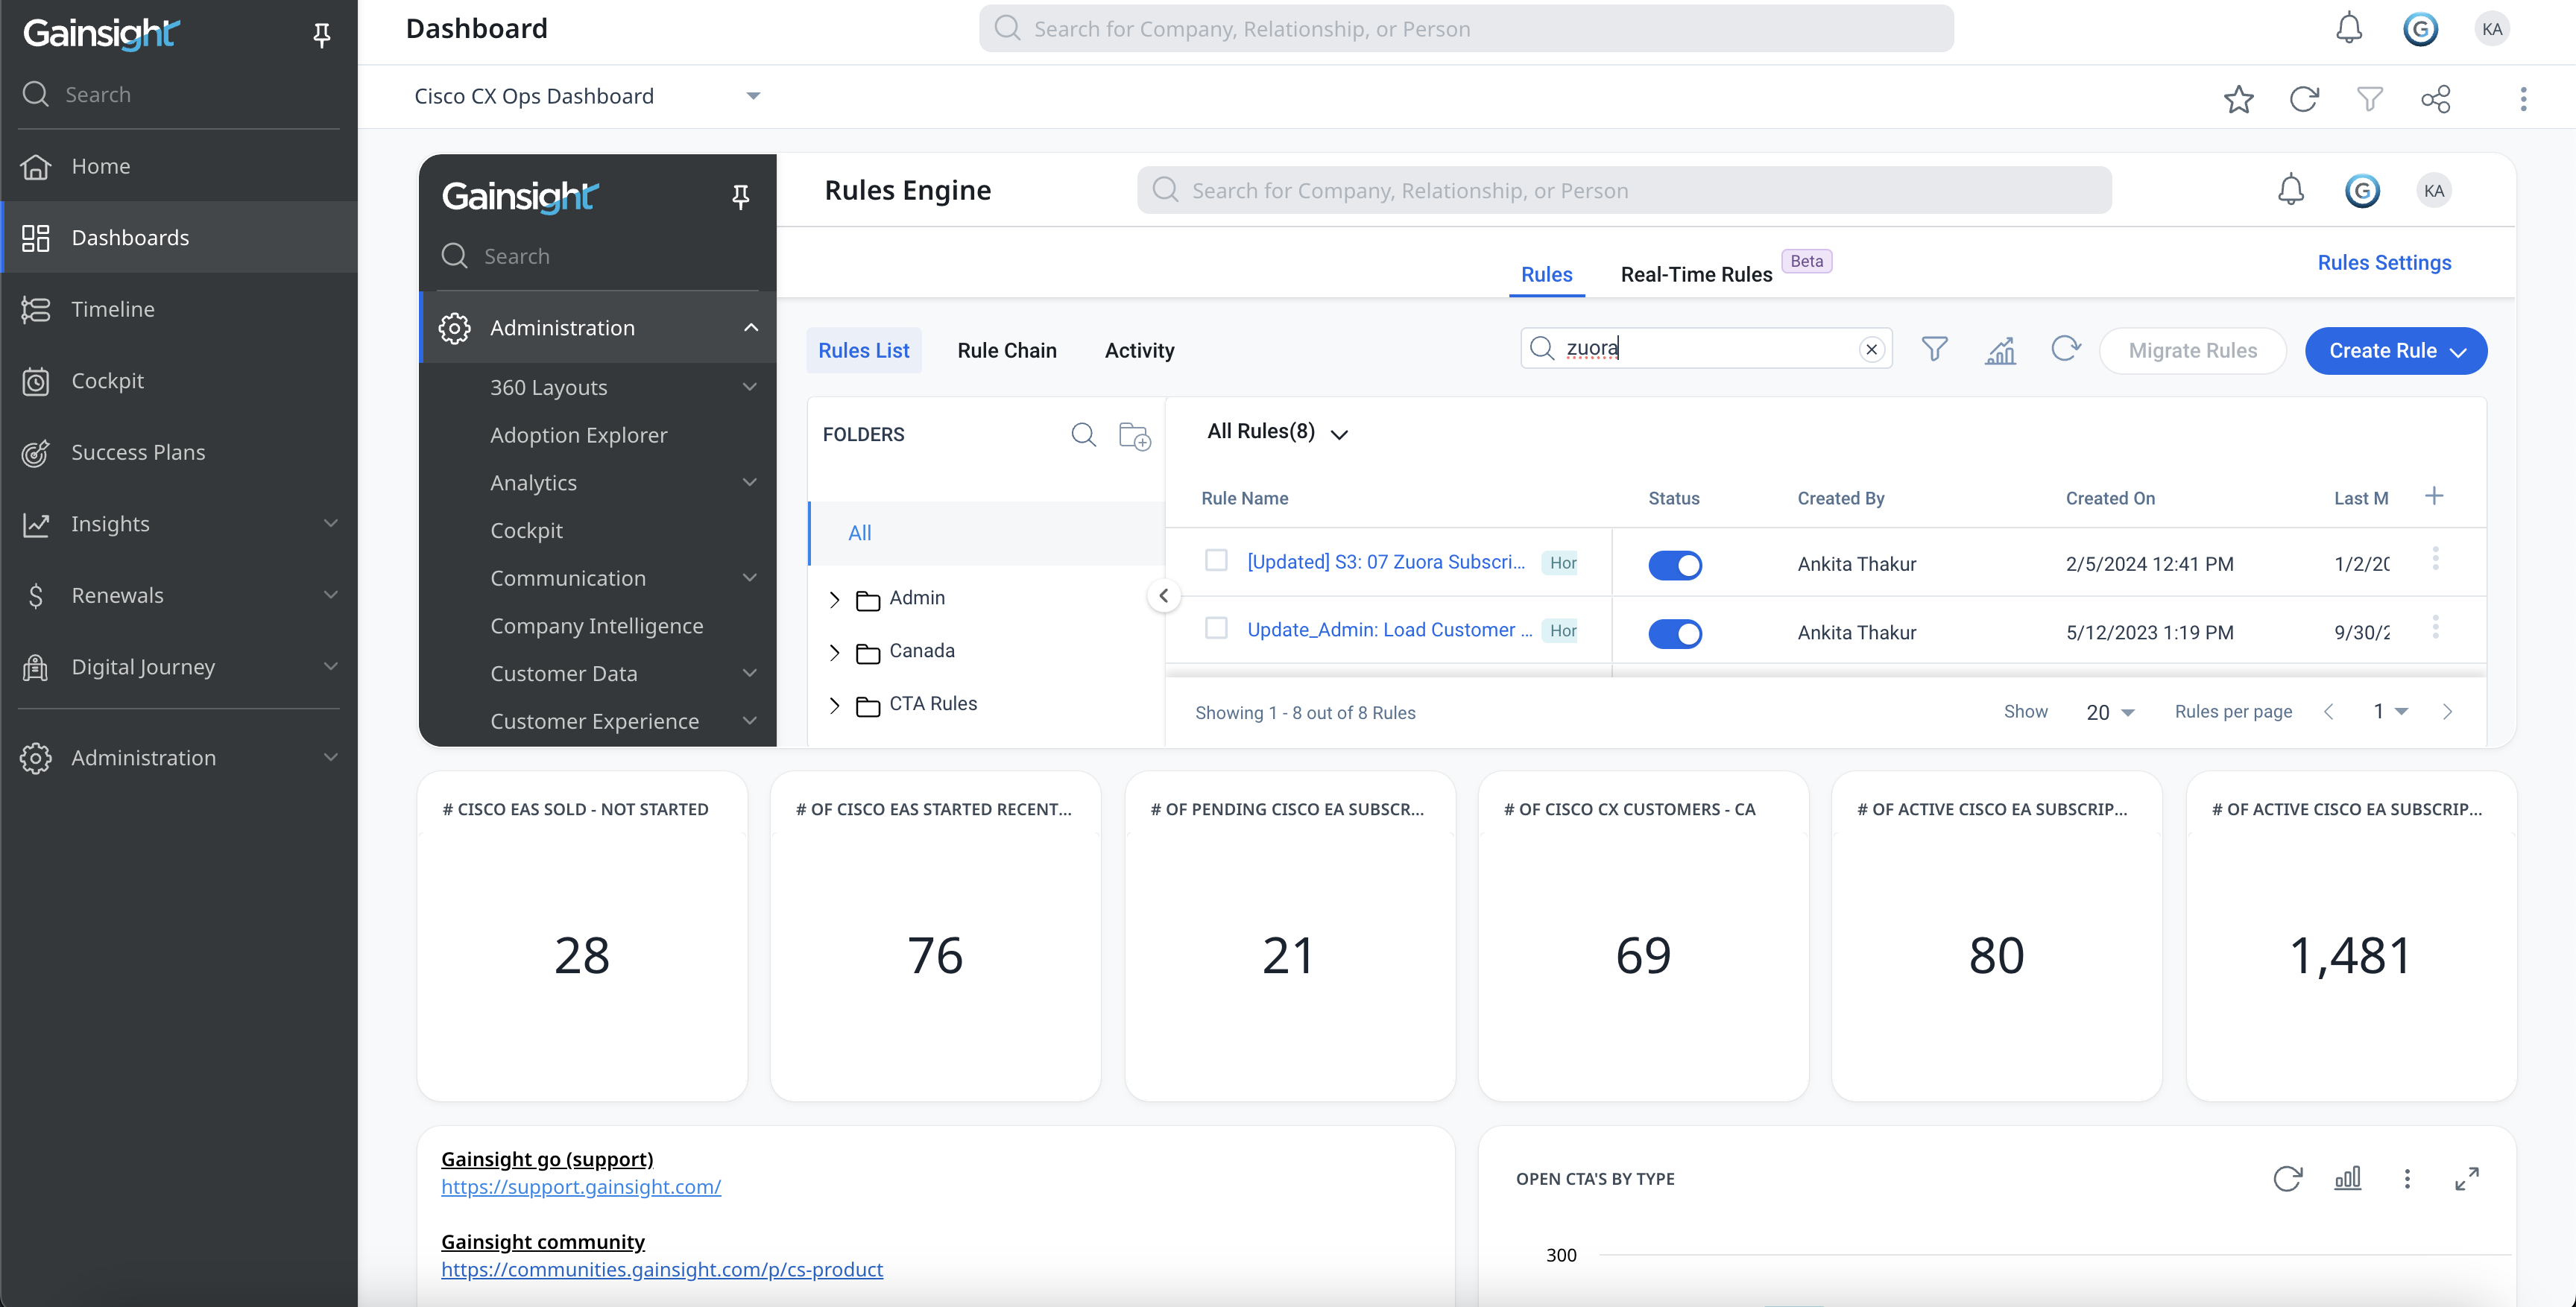 Gainsight
Search
Home
Dashboards
Timeline
Cockpit
Success Plans
Insights
Renewals
Digital Journey
Administration
Dashboard
Search for Company, Relationship, or Person
KA
Cisco CX Ops Dashboard
Gainsight
Search
Administration
360 Layouts
Adoption Explorer
Analytics
Cockpit
Communication
Company Intelligence
Customer Data
Customer Experience
Rules Engine
Search for Company, Relationship, or Person
G
KA
Rules
Real-Time Rules
Beta
Rules Settings
Rules List
Rule Chain
Activity
zuora
Migrate Rules
Create Rule
FOLDERS
All
Admin
Canada
CTA Rules
All Rules(8)
Rule Name Status Created By Created On Last M
[Updated] S3: 07 Zuora Subscri... Hor Ankita Thakur 2/5/2024 12:41 PM 1/2/20
Update_Admin: Load Customer ... Hor Ankita Thakur 5/12/2023 1:19 PM 9/30/2
Showing 1 - 8 out of 8 Rules
Show 20 Rules per page 1
# CISCO EAS SOLD - NOT STARTED
28
# OF CISCO EAS STARTED RECENT...
76
# OF PENDING CISCO EA SUBSCR...
21
# OF CISCO CX CUSTOMERS - CA
69
# OF ACTIVE CISCO EA SUBSCRIP...
80
# OF ACTIVE CISCO EA SUBSCRIP...
1,481
Gainsight go (support)
https://support.gainsight.com/
Gainsight community
https://communities.gainsight.com/p/cs-product
OPEN CTA'S BY TYPE
300